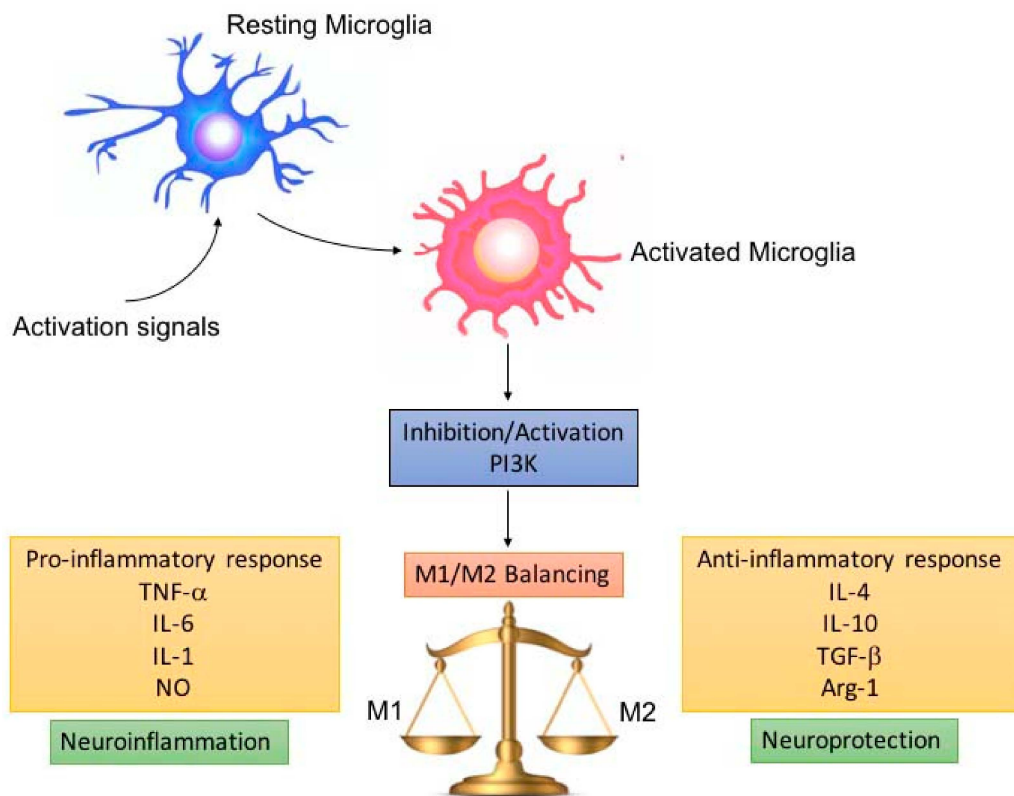 Resting Microglia
Activated Microglia
Activation signals
Inhibition/Activation
PI3K
Pro-inflammatory response
TNF-α
IL-6
IL-1
NO
Neuroinflammation
M1/M2 Balancing
M1
M2
Anti-inflammatory response
IL-4
IL-10
TGF-β
Arg-1
Neuroprotection